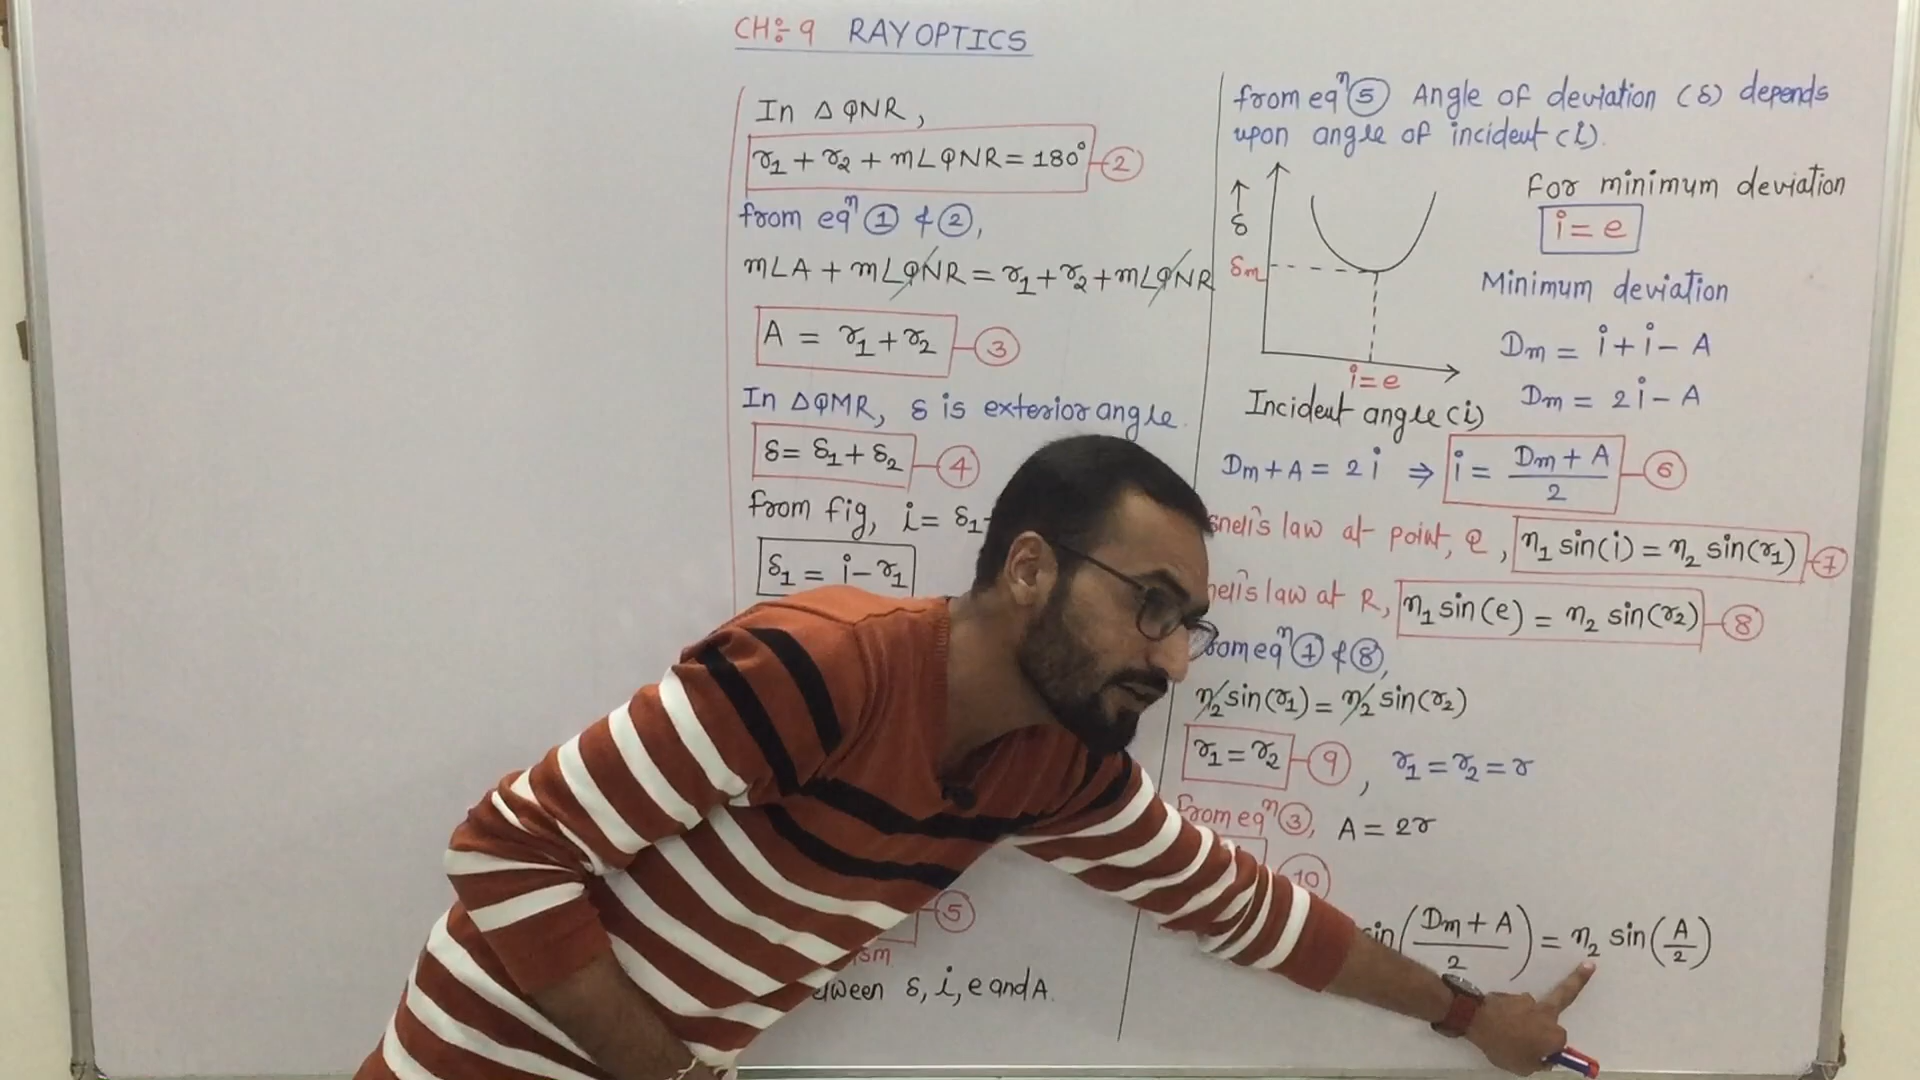 CH:- 9 RAY OPTICS
In △QNR,
r₁ + r₂ + m∠QNR = 180° ②
from eqⁿ ① & ②,
m∠A + m∠QNR = r₁ + r₂ + m∠QNR
A = r₁ + r₂ ③
In △QMR, δ is exterior angle.
δ = δ₁ + δ₂ ④
from fig, i = δ₁
δ₁ = i - r₁
⑤
δ, i, e and A.
from eqⁿ ⑤ Angle of deviation (δ) depends
upon angle of incident (i).
↑
δ
δm
i = e
Incident angle (i)
For minimum deviation
i = e
Minimum deviation
Dm = i + i - A
Dm = 2i - A
Dm + A = 2i ⇒ i = (Dm + A)/2 ⑥
law at point, Q, n₁ sin(i) = n₂ sin(r₁) ⑦
law at R, n₁ sin(e) = n₂ sin(r₂) ⑧
eqⁿ ⑦ & ⑧,
n₂ sin(r₁) = n₂ sin(r₂)
r₁ = r₂ ⑨, r₁ = r₂ = r
from eqⁿ ③, A = 2r
⑩
((Dm + A)/2) = n₂ sin(A/2)